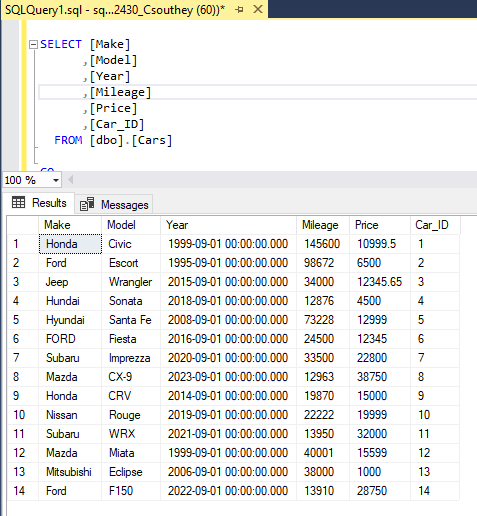 SQLQuery1.sql - sq...2430_Csouthey (60))*
SELECT [Make]
,[Model]
,[Year]
,[Mileage]
,[Price]
,[Car_ID]
FROM [dbo].[Cars]
GO
100 %
Results Messages
Make Model Year Mileage Price Car_ID
1 Honda Civic 1999-09-01 00:00:00.000 145600 10999.5 1
2 Ford Escort 1995-09-01 00:00:00.000 98672 6500 2
3 Jeep Wrangler 2015-09-01 00:00:00.000 34000 12345.65 3
4 Hundai Sonata 2018-09-01 00:00:00.000 12876 4500 4
5 Hyundai Santa Fe 2008-09-01 00:00:00.000 73228 12999 5
6 FORD Fiesta 2016-09-01 00:00:00.000 24500 12345 6
7 Subaru Imprezza 2020-09-01 00:00:00.000 33500 22800 7
8 Mazda CX-9 2023-09-01 00:00:00.000 12963 38750 8
9 Honda CRV 2014-09-01 00:00:00.000 19870 15000 9
10 Nissan Rouge 2019-09-01 00:00:00.000 22222 19999 10
11 Subaru WRX 2021-09-01 00:00:00.000 13950 32000 11
12 Mazda Miata 1999-09-01 00:00:00.000 40001 15599 12
13 Mitsubishi Eclipse 2006-09-01 00:00:00.000 38000 1000 13
14 Ford F150 2022-09-01 00:00:00.000 13910 28750 14